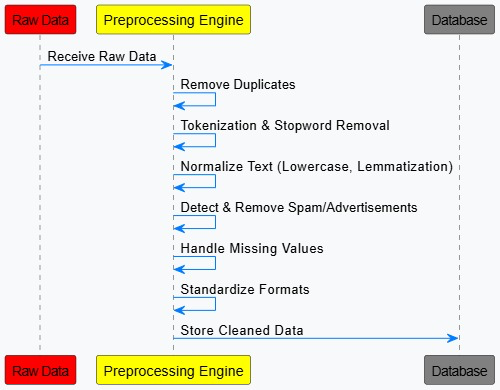 Raw Data
Preprocessing Engine
Database
Receive Raw Data
Remove Duplicates
Tokenization & Stopword Removal
Normalize Text (Lowercase, Lemmatization)
Detect & Remove Spam/Advertisements
Handle Missing Values
Standardize Formats
Store Cleaned Data
Raw Data
Preprocessing Engine
Database